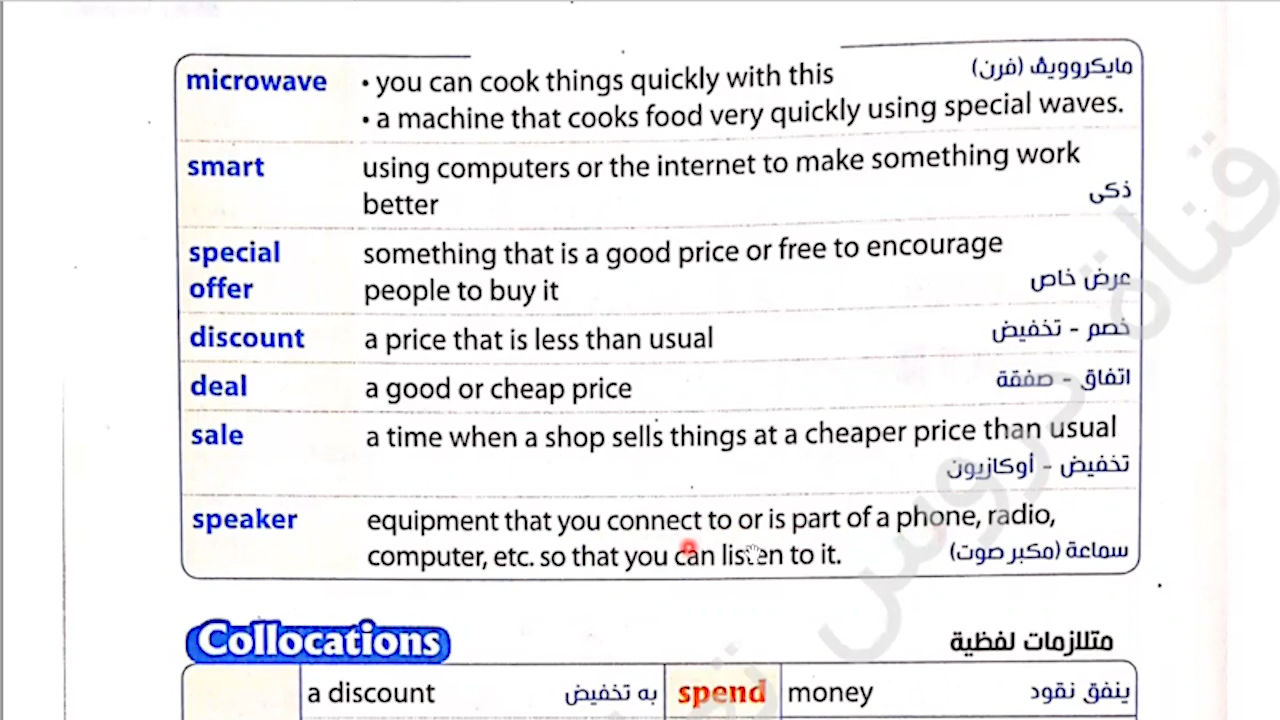 microwave • you can cook things quickly with this مايكروويڤ (فرن)
• a machine that cooks food very quickly using special waves.
smart using computers or the internet to make something work
better ذكى
special something that is a good price or free to encourage
offer people to buy it عرض خاص
discount a price that is less than usual خصم - تخفيض
deal a good or cheap price اتفاق - صفقة
sale a time when a shop sells things at a cheaper price than usual
تخفيض - أوكازيون
speaker equipment that you connect to or is part of a phone, radio,
computer, etc. so that you can listen to it. سماعة (مكبر صوت)
Collocations متلازمات لفظية
a discount به تخفيض spend money ينفق نقود
قناة دروس